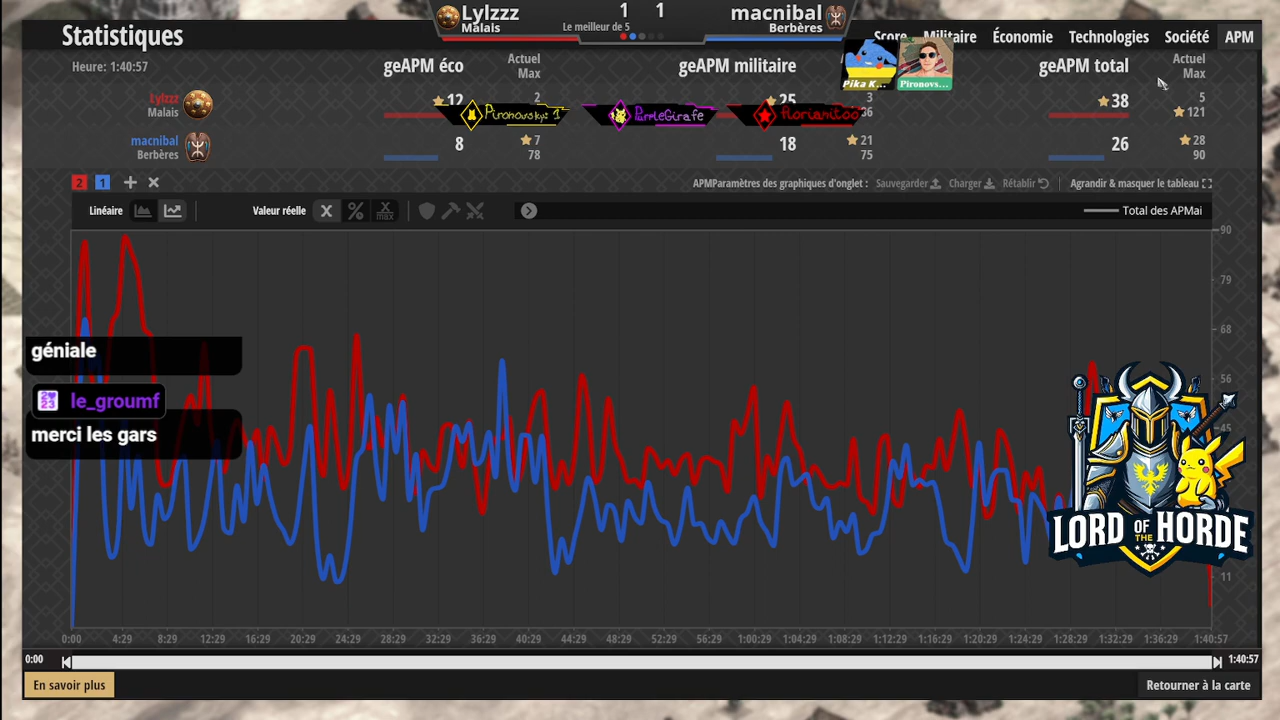 Lylzzz
Malais
1 1
Le meilleur de 5
macnibal
Berbères
Statistiques
Score Militaire Économie Technologies Société APM
Heure: 1:40:57
geAPM éco
Actuel
Max
geAPM militaire
geAPM total
Actuel
Max
Pika K...
Pironovs...
Lylzzz
Malais
12
2
25
3
38
5
121
Pironovskyi 1
PurrleGirafe
florianitoo
macnibal
Berbères
8
7
78
18
21
75
26
28
90
2 1
APMParamètres des graphiques d'onglet : Sauvegarder Charger Rétablir Agrandir & masquer le tableau
Linéaire
Valeur réelle
X % X max
Total des APMai
90
79
68
56
45
11
géniale
le_groumf
merci les gars
LORD OF THE HORDE
0:00 4:29 8:29 12:29 16:29 20:29 24:29 28:29 32:29 36:29 40:29 44:29 48:29 52:29 56:29 1:00:29 1:04:29 1:08:29 1:12:29 1:16:29 1:20:29 1:24:29 1:28:29 1:32:29 1:36:29 1:40:57
0:00
1:40:57
En savoir plus
Retourner à la carte